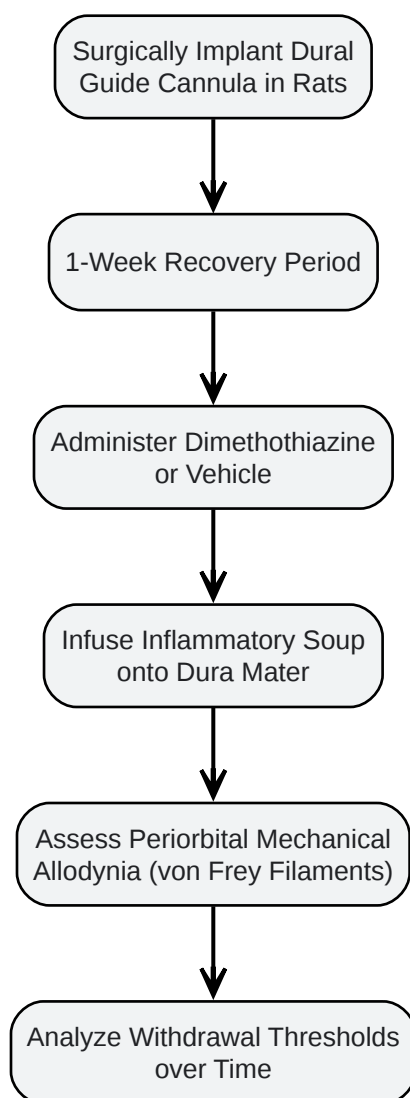 Surgically Implant Dural
Guide Cannula in Rats
1-Week Recovery Period
Administer Dimethothiazine
or Vehicle
Infuse Inflammatory Soup
onto Dura Mater
Assess Periorbital Mechanical
Allodynia (von Frey Filaments)
Analyze Withdrawal Thresholds
over Time